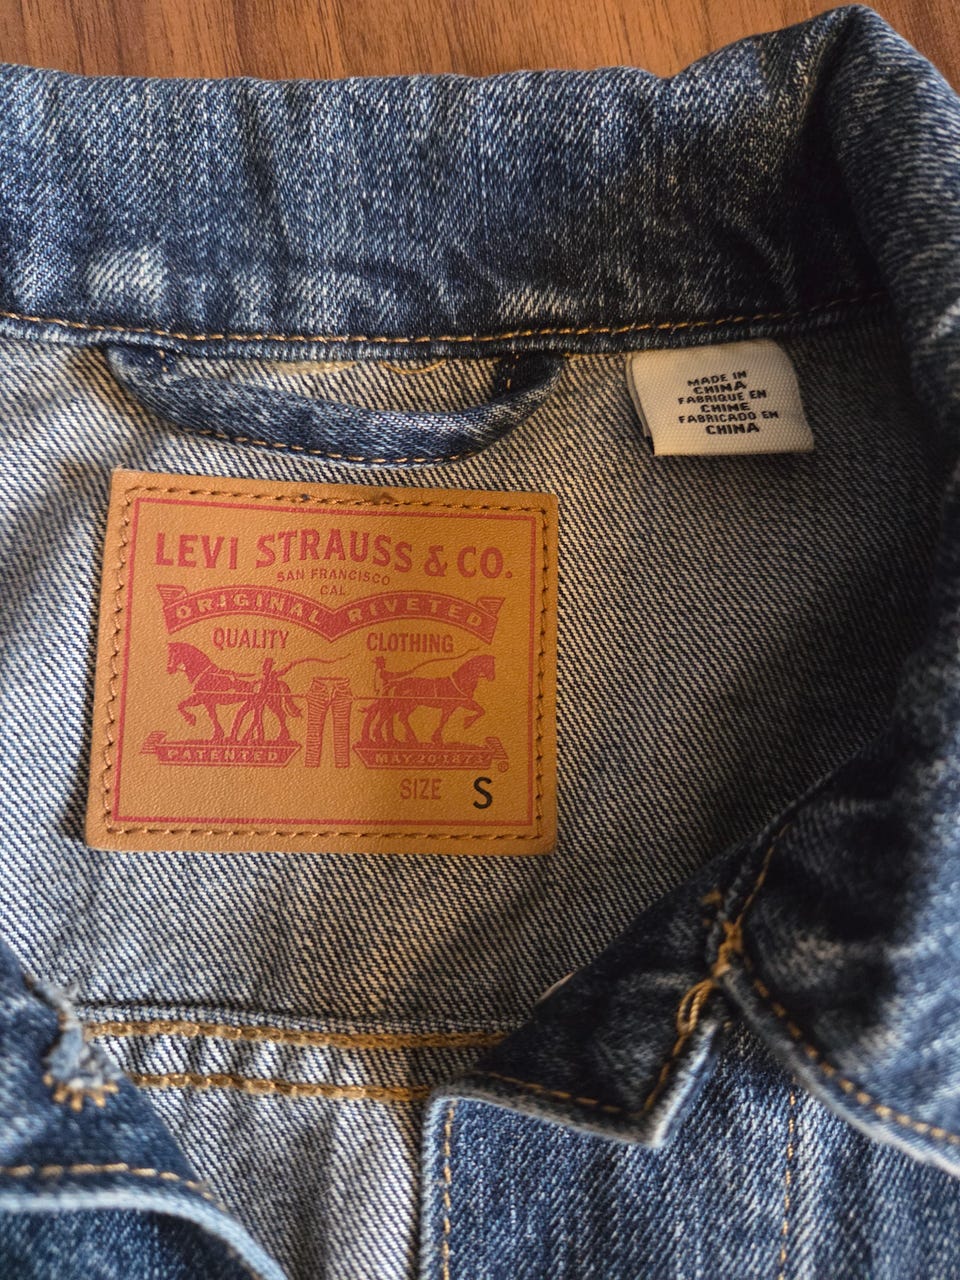 MADE IN
CHINA
FABRIQUE EN
CHINE
FABRICADO EN
CHINA
LEVI STRAUSS & CO.
SAN FRANCISCO
CAL
ORIGINAL RIVETED
QUALITY CLOTHING
PATENTED MAY 20 1873
®
SIZE S